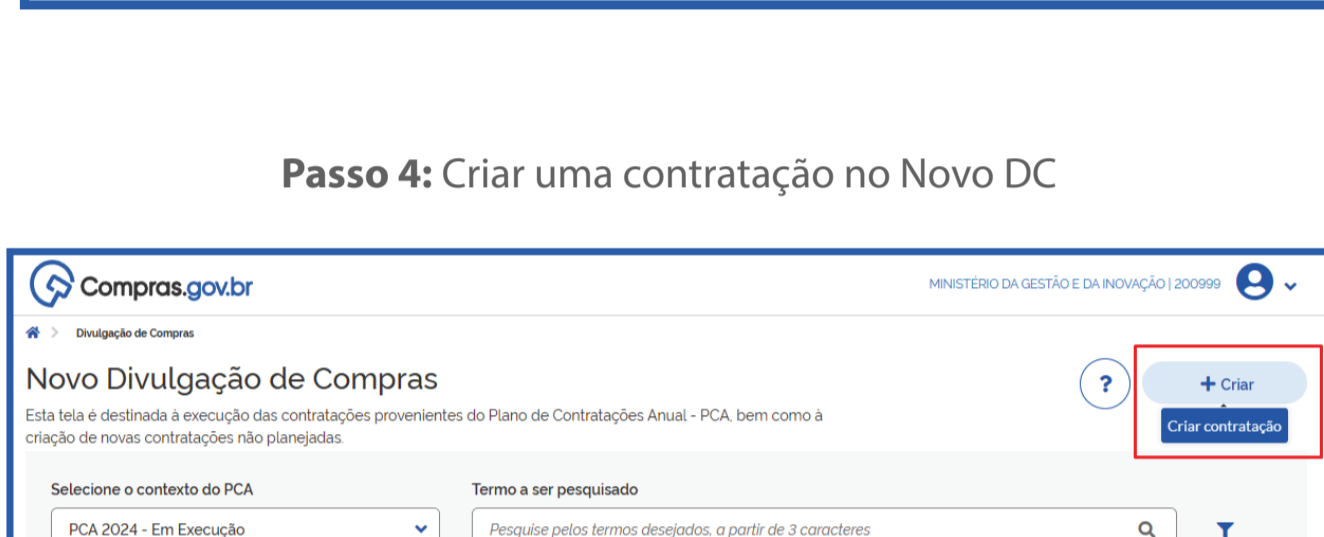 Passo 4: Criar uma contratação no Novo DC
Compras.gov.br
MINISTÉRIO DA GESTÃO E DA INOVAÇÃO | 200999
Divulgação de Compras
Novo Divulgação de Compras
?
+ Criar
Criar contratação
Esta tela é destinada à execução das contratações provenientes do Plano de Contratações Anual - PCA, bem como à
criação de novas contratações não planejadas.
Selecione o contexto do PCA
Termo a ser pesquisado
PCA 2024 - Em Execução
Pesquise pelos termos desejados, a partir de 3 caracteres